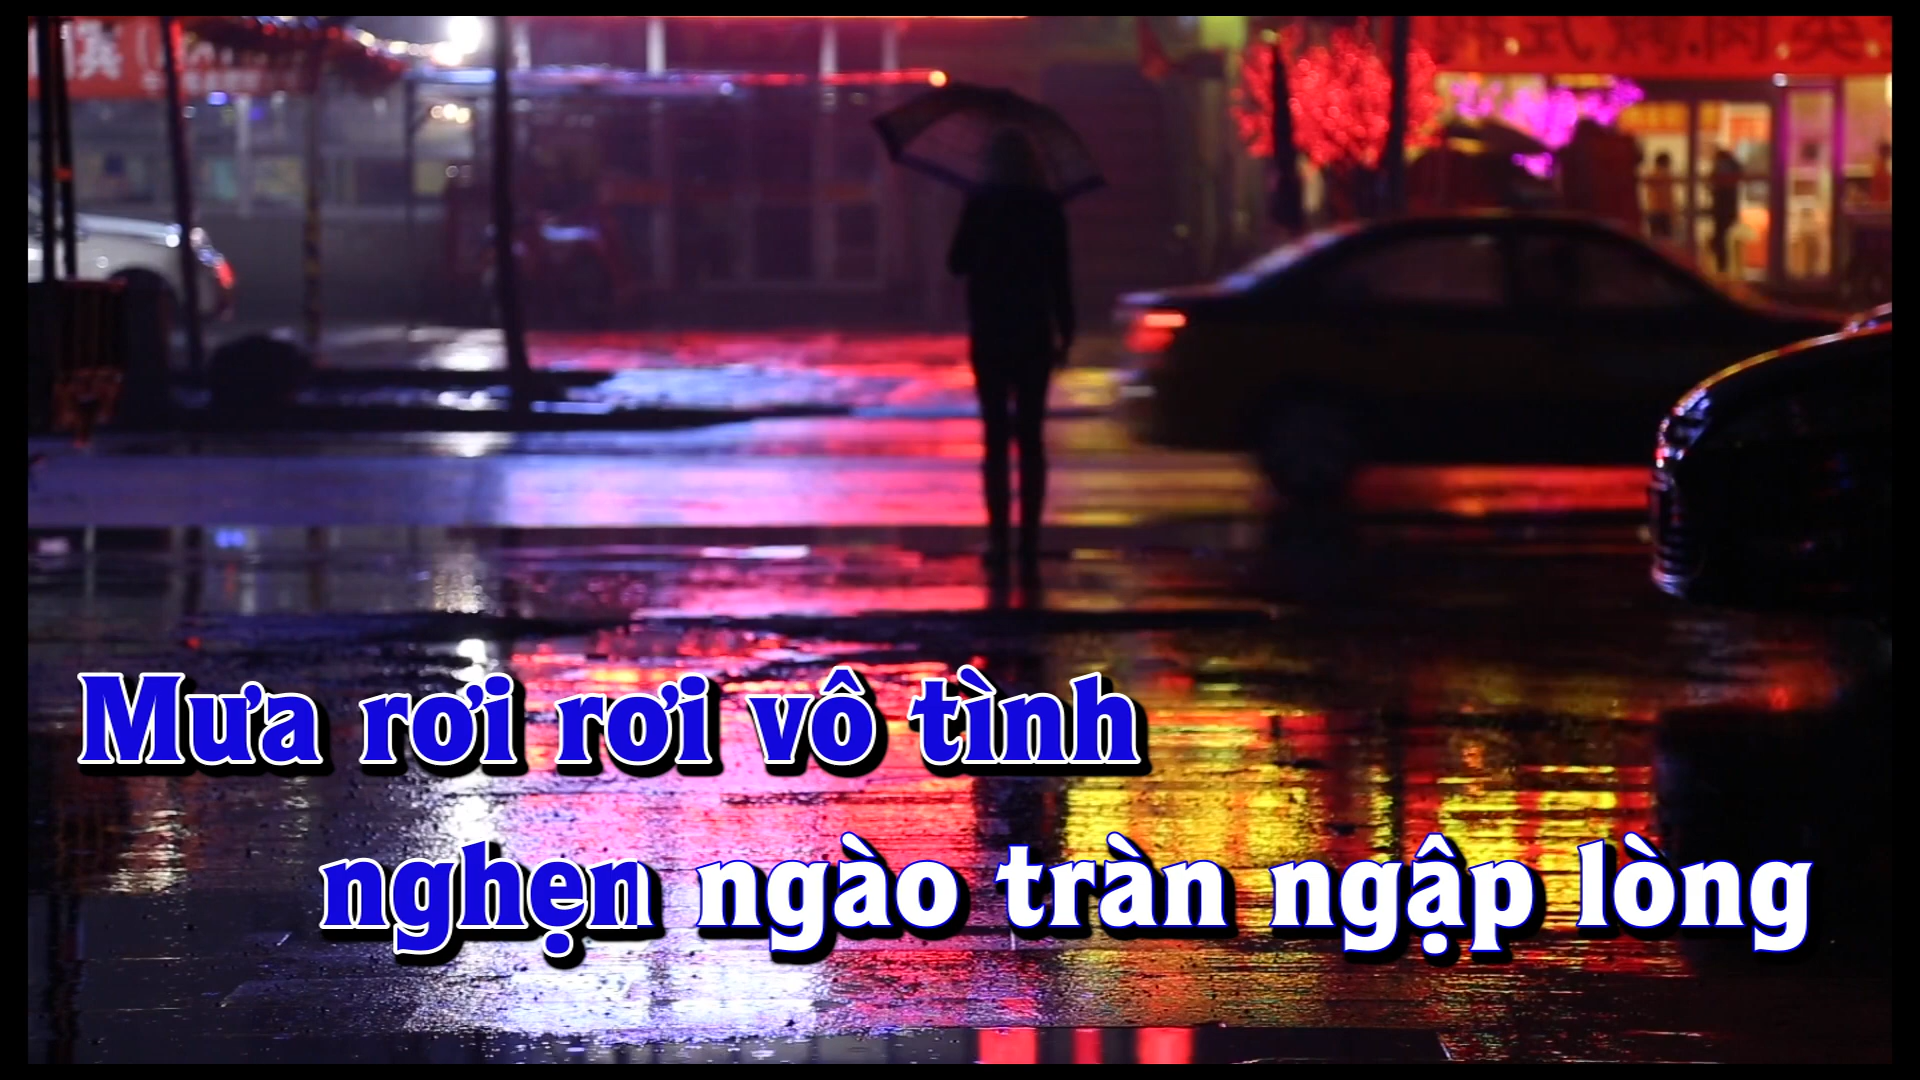 Mưa rơi rơi vô tình
nghẹn ngào tràn ngập lòng